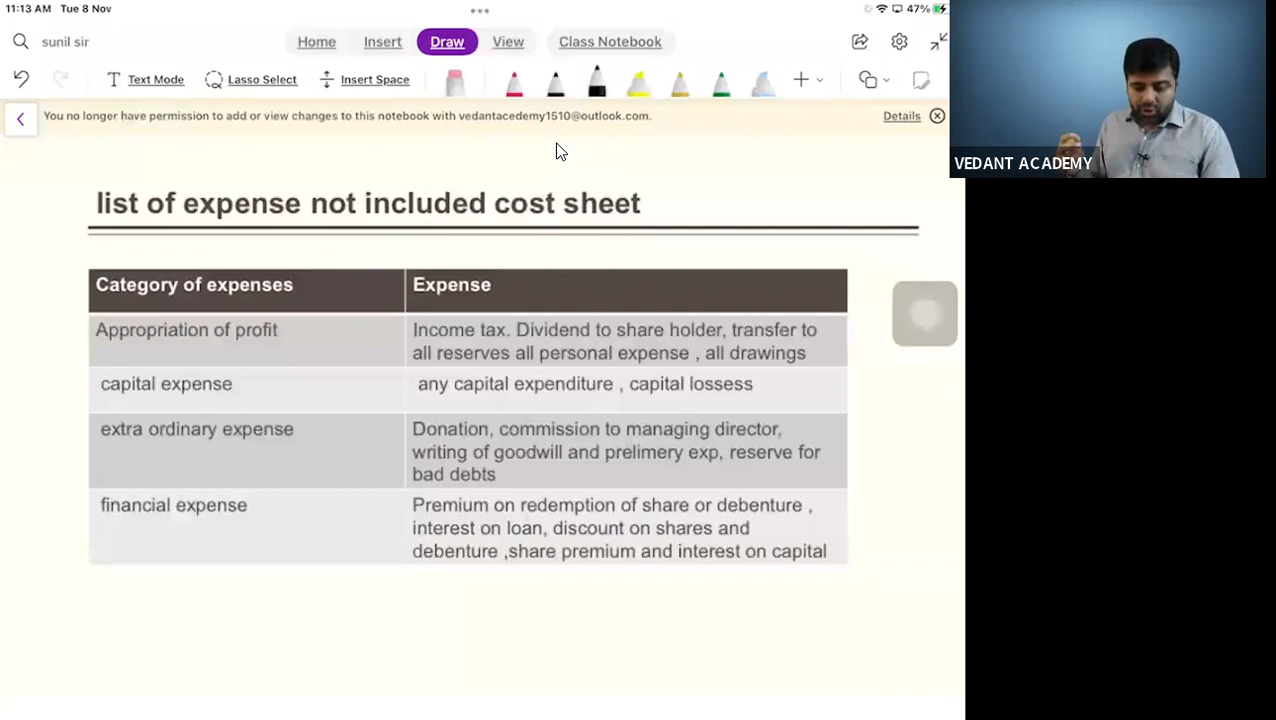 11:13 AM Tue 8 Nov
47%
sunil sir
Home Insert Draw View Class Notebook
Text Mode Lasso Select Insert Space
You no longer have permission to add or view changes to this notebook with vedantacedemy1510@outlook.com. Details
VEDANT ACADEMY
list of expense not included cost sheet
Category of expenses Expense
Appropriation of profit Income tax. Dividend to share holder, transfer to
all reserves all personal expense , all drawings
capital expense any capital expenditure , capital lossess
extra ordinary expense Donation, commission to managing director,
writing of goodwill and prelimery exp, reserve for
bad debts
financial expense Premium on redemption of share or debenture ,
interest on loan, discount on shares and
debenture ,share premium and interest on capital